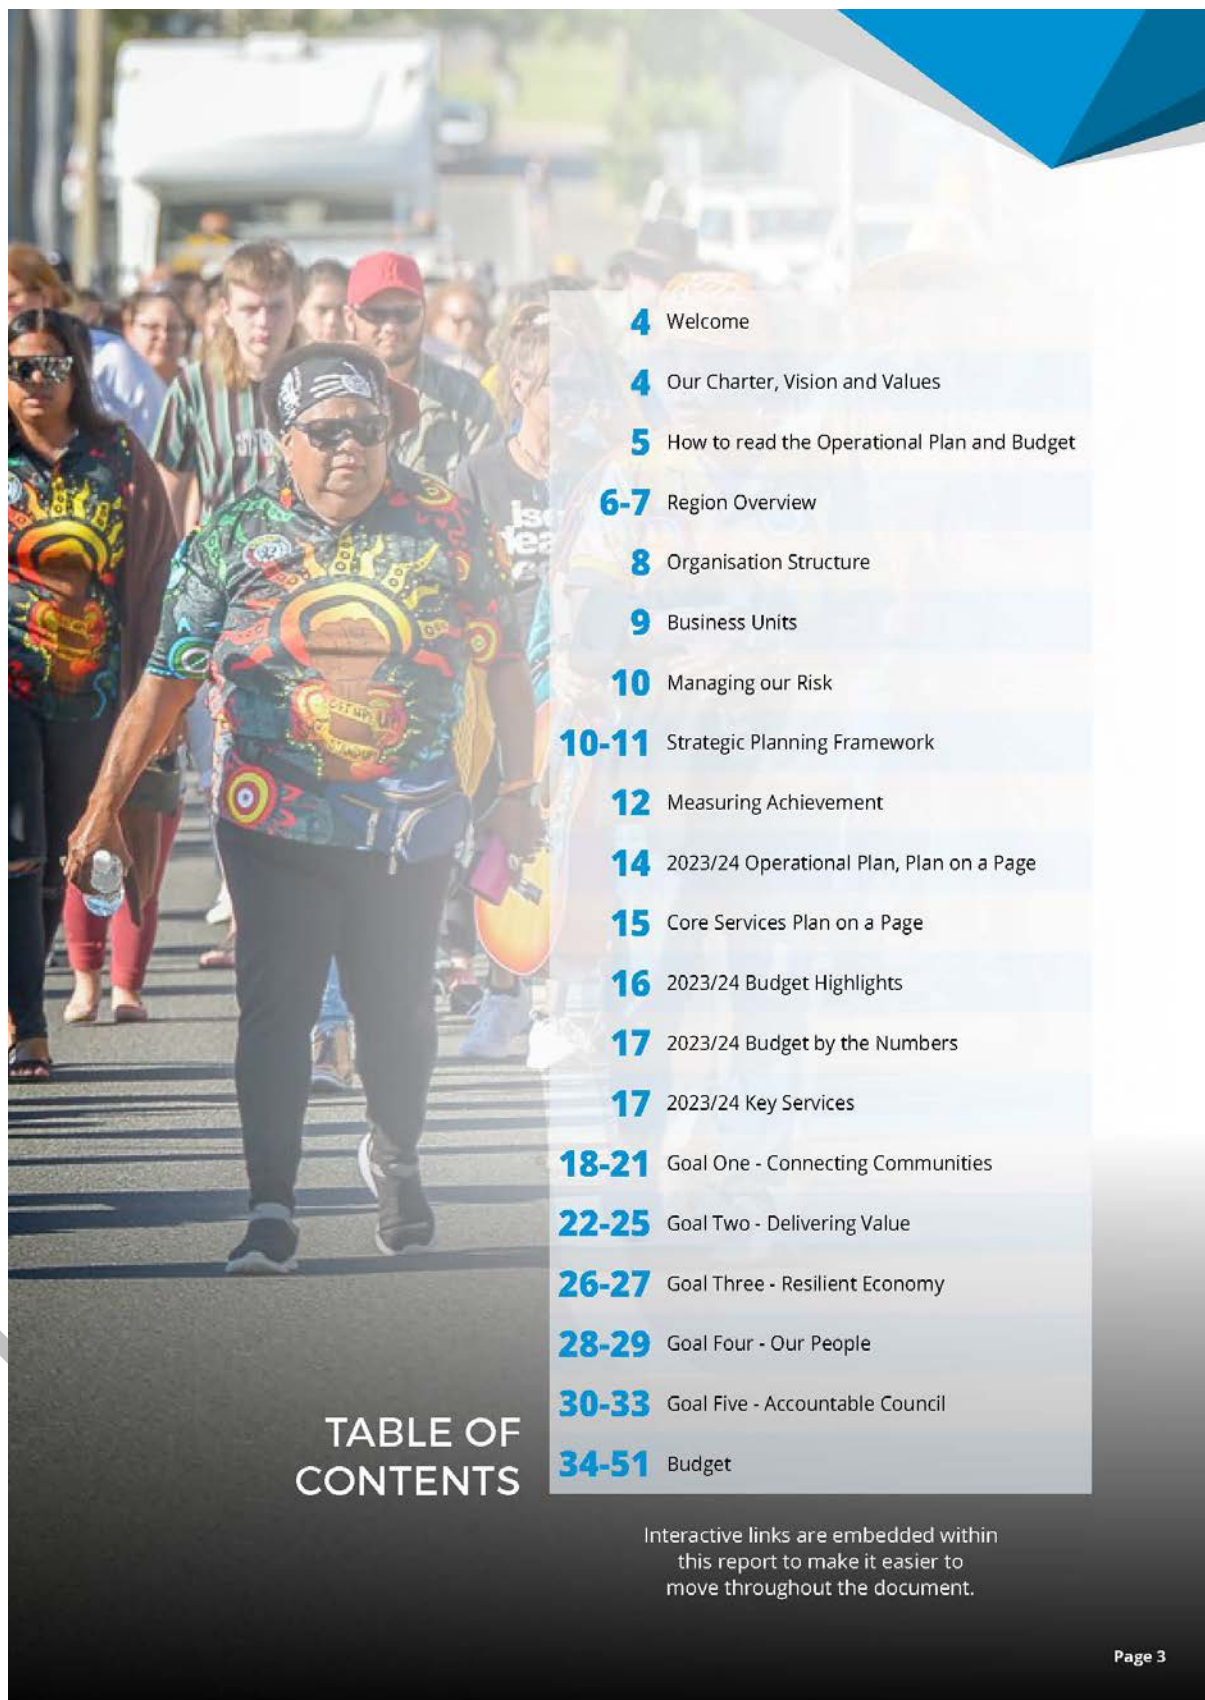 4 Welcome
4 Our Charter, Vision and Values
5 How to read the Operational Plan and Budget
6-7 Region Overview
8 Organisation Structure
9 Business Units
10 Managing our Risk
10-11 Strategic Planning Framework
12 Measuring Achievement
14 2023/24 Operational Plan, Plan on a Page
15 Core Services Plan on a Page
16 2023/24 Budget Highlights
17 2023/24 Budget by the Numbers
17 2023/24 Key Services
18-21 Goal One - Connecting Communities
22-25 Goal Two - Delivering Value
26-27 Goal Three - Resilient Economy
28-29 Goal Four - Our People
30-33 Goal Five - Accountable Council
34-51 Budget
TABLE OF
CONTENTS
Interactive links are embedded within
this report to make it easier to
move throughout the document.
Page 3